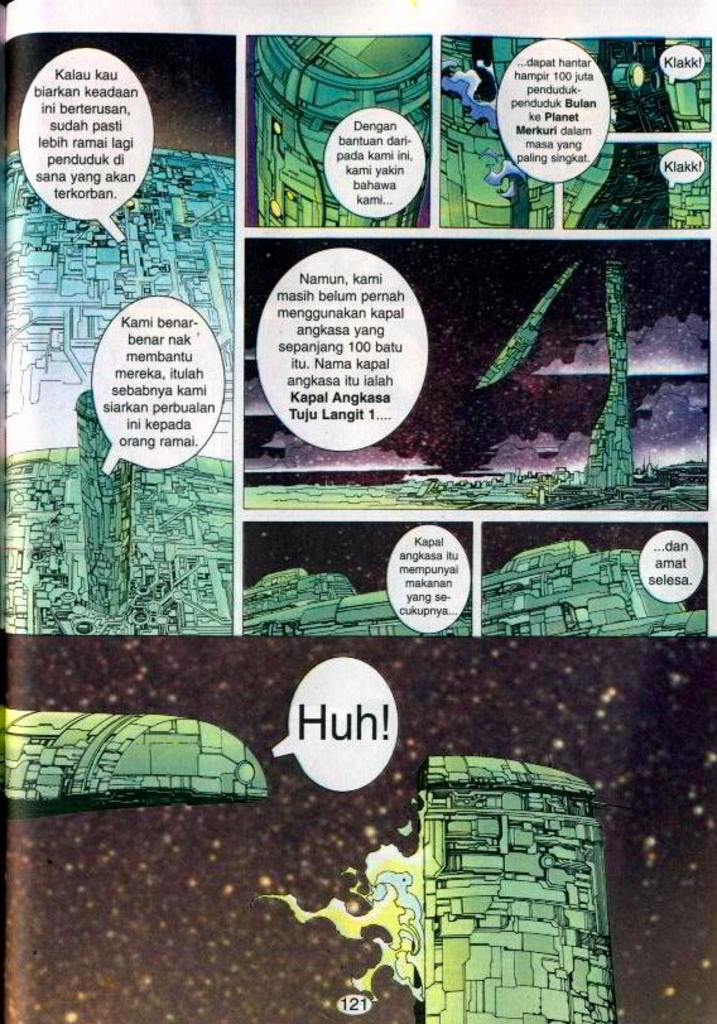 Kalau kau
biarkan keadaan
ini berterusan,
sudah pasti
lebih ramai lagi
penduduk di
sana yang akan
terkorban.
Kami benar-
benar nak
membantu
mereka, itulah
sebabnya kami
siarkan perbualan
ini kepada
orang ramai.
Dengan
bantuan dari-
pada kami ini,
kami yakin
bahawa
kami...
...dapat hantar
hampir 100 juta
penduduk-
penduduk Bulan
ke Planet
Merkuri dalam
masa yang
paling singkat.
Klakk!
Klakk!
Namun, kami
masih belum pernah
menggunakan kapal
angkasa yang
sepanjang 100 batu
itu. Nama kapal
angkasa itu ialah
Kapal Angkasa
Tuju Langit 1....
Kapal
angkasa itu
mempunyai
makanan
yang se-
cukupnya...
...dan
amat
selesa.
Huh!
121